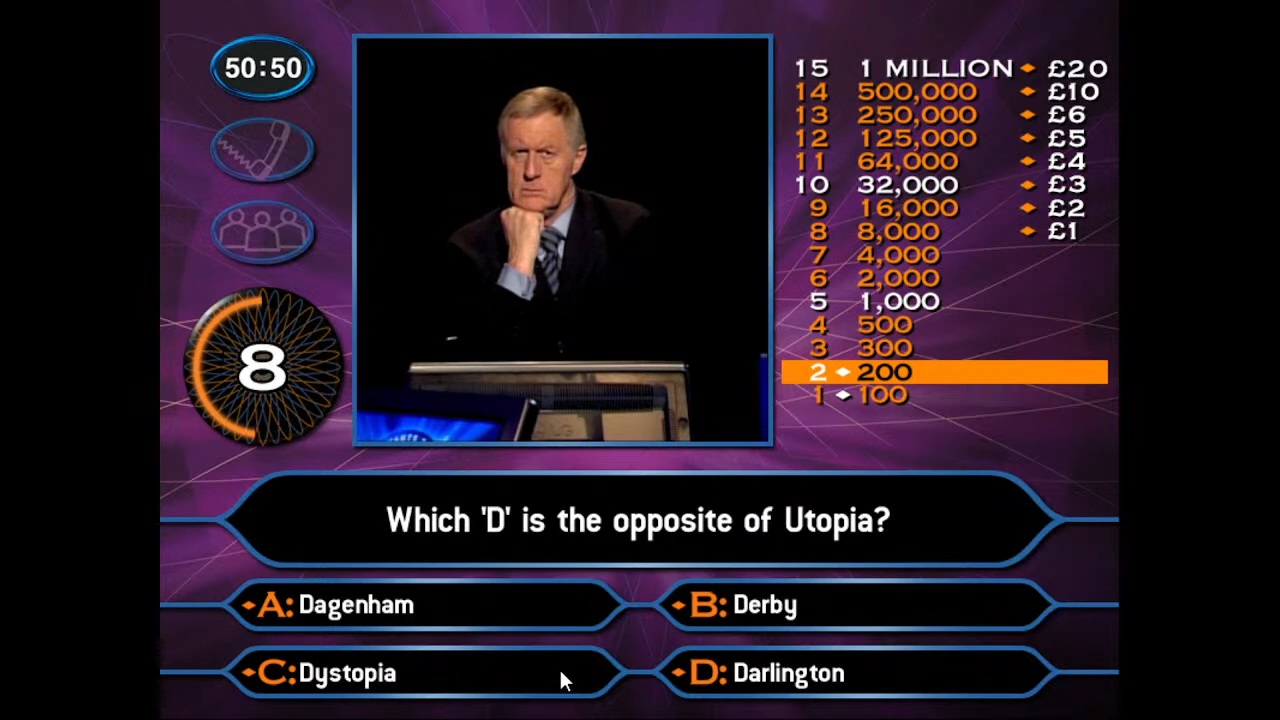 50:50
8
15 1 MILLION £20
14 500,000 £10
13 250,000 £6
12 125,000 £5
11 64,000 £4
10 32,000 £3
9 16,000 £2
8 8,000 £1
7 4,000
6 2,000
5 1,000
4 500
3 300
2 200
1 100
Which 'D' is the opposite of Utopia?
A: Dagenham
B: Derby
C: Dystopia
D: Darlington